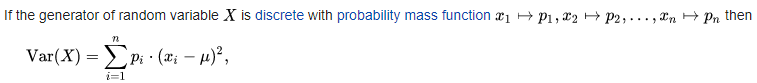 If the generator of random variable X is discrete with probability mass function x₁ ↦ p₁, x₂ ↦ p₂, . . . , xₙ ↦ pₙ then
Var(X) = ∑ᵢ₌₁ⁿ pᵢ · (xᵢ − μ)²,